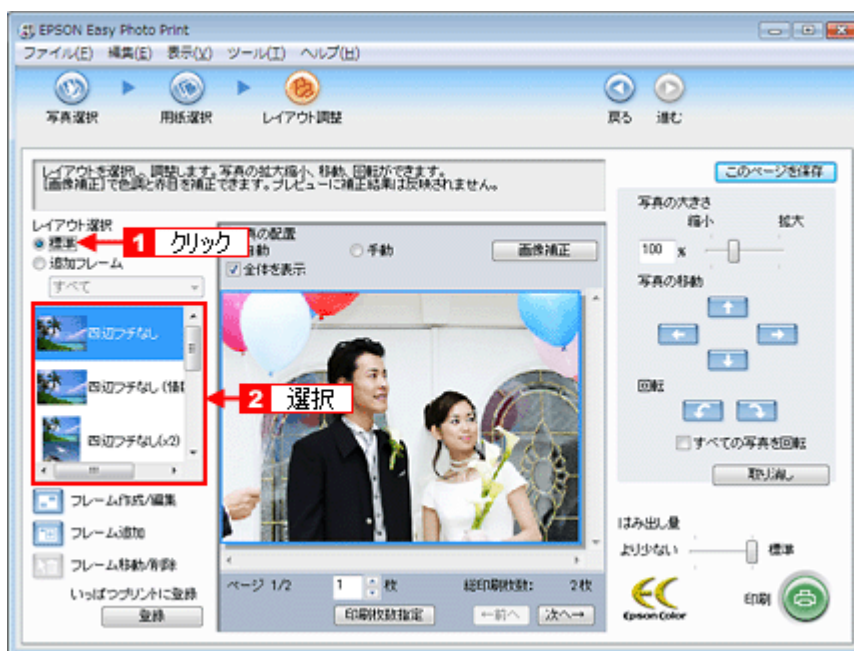 EPSON Easy Photo Print
ファイル(F) 編集(E) 表示(V) ツール(T) ヘルプ(H)
写真選択 用紙選択 レイアウト調整 戻る 進む
レイアウトを選択し、調整します。写真の拡大縮小、移動、回転ができます。
[画像補正]で色調と赤目を補正できます。プレビューに補正結果は反映されません。
このページを保存
レイアウト選択
標準
1 クリック
追加フレーム
すべて
四辺フチなし
四辺フチなし(x2)
2 選択
フレーム作成/編集
フレーム追加
フレーム移動/削除
いっぱつプリントに登録
登録
の配置
手動
画像補正
全体を表示
ページ 1/2 1 枚 総印刷枚数: 2枚
印刷枚数指定 ←前へ 次へ→
写真の大きさ
縮小 拡大
100 %
写真の移動
回転
すべての写真を回転
取り消し
はみ出し量
より少ない 標準
Epson Color
印刷